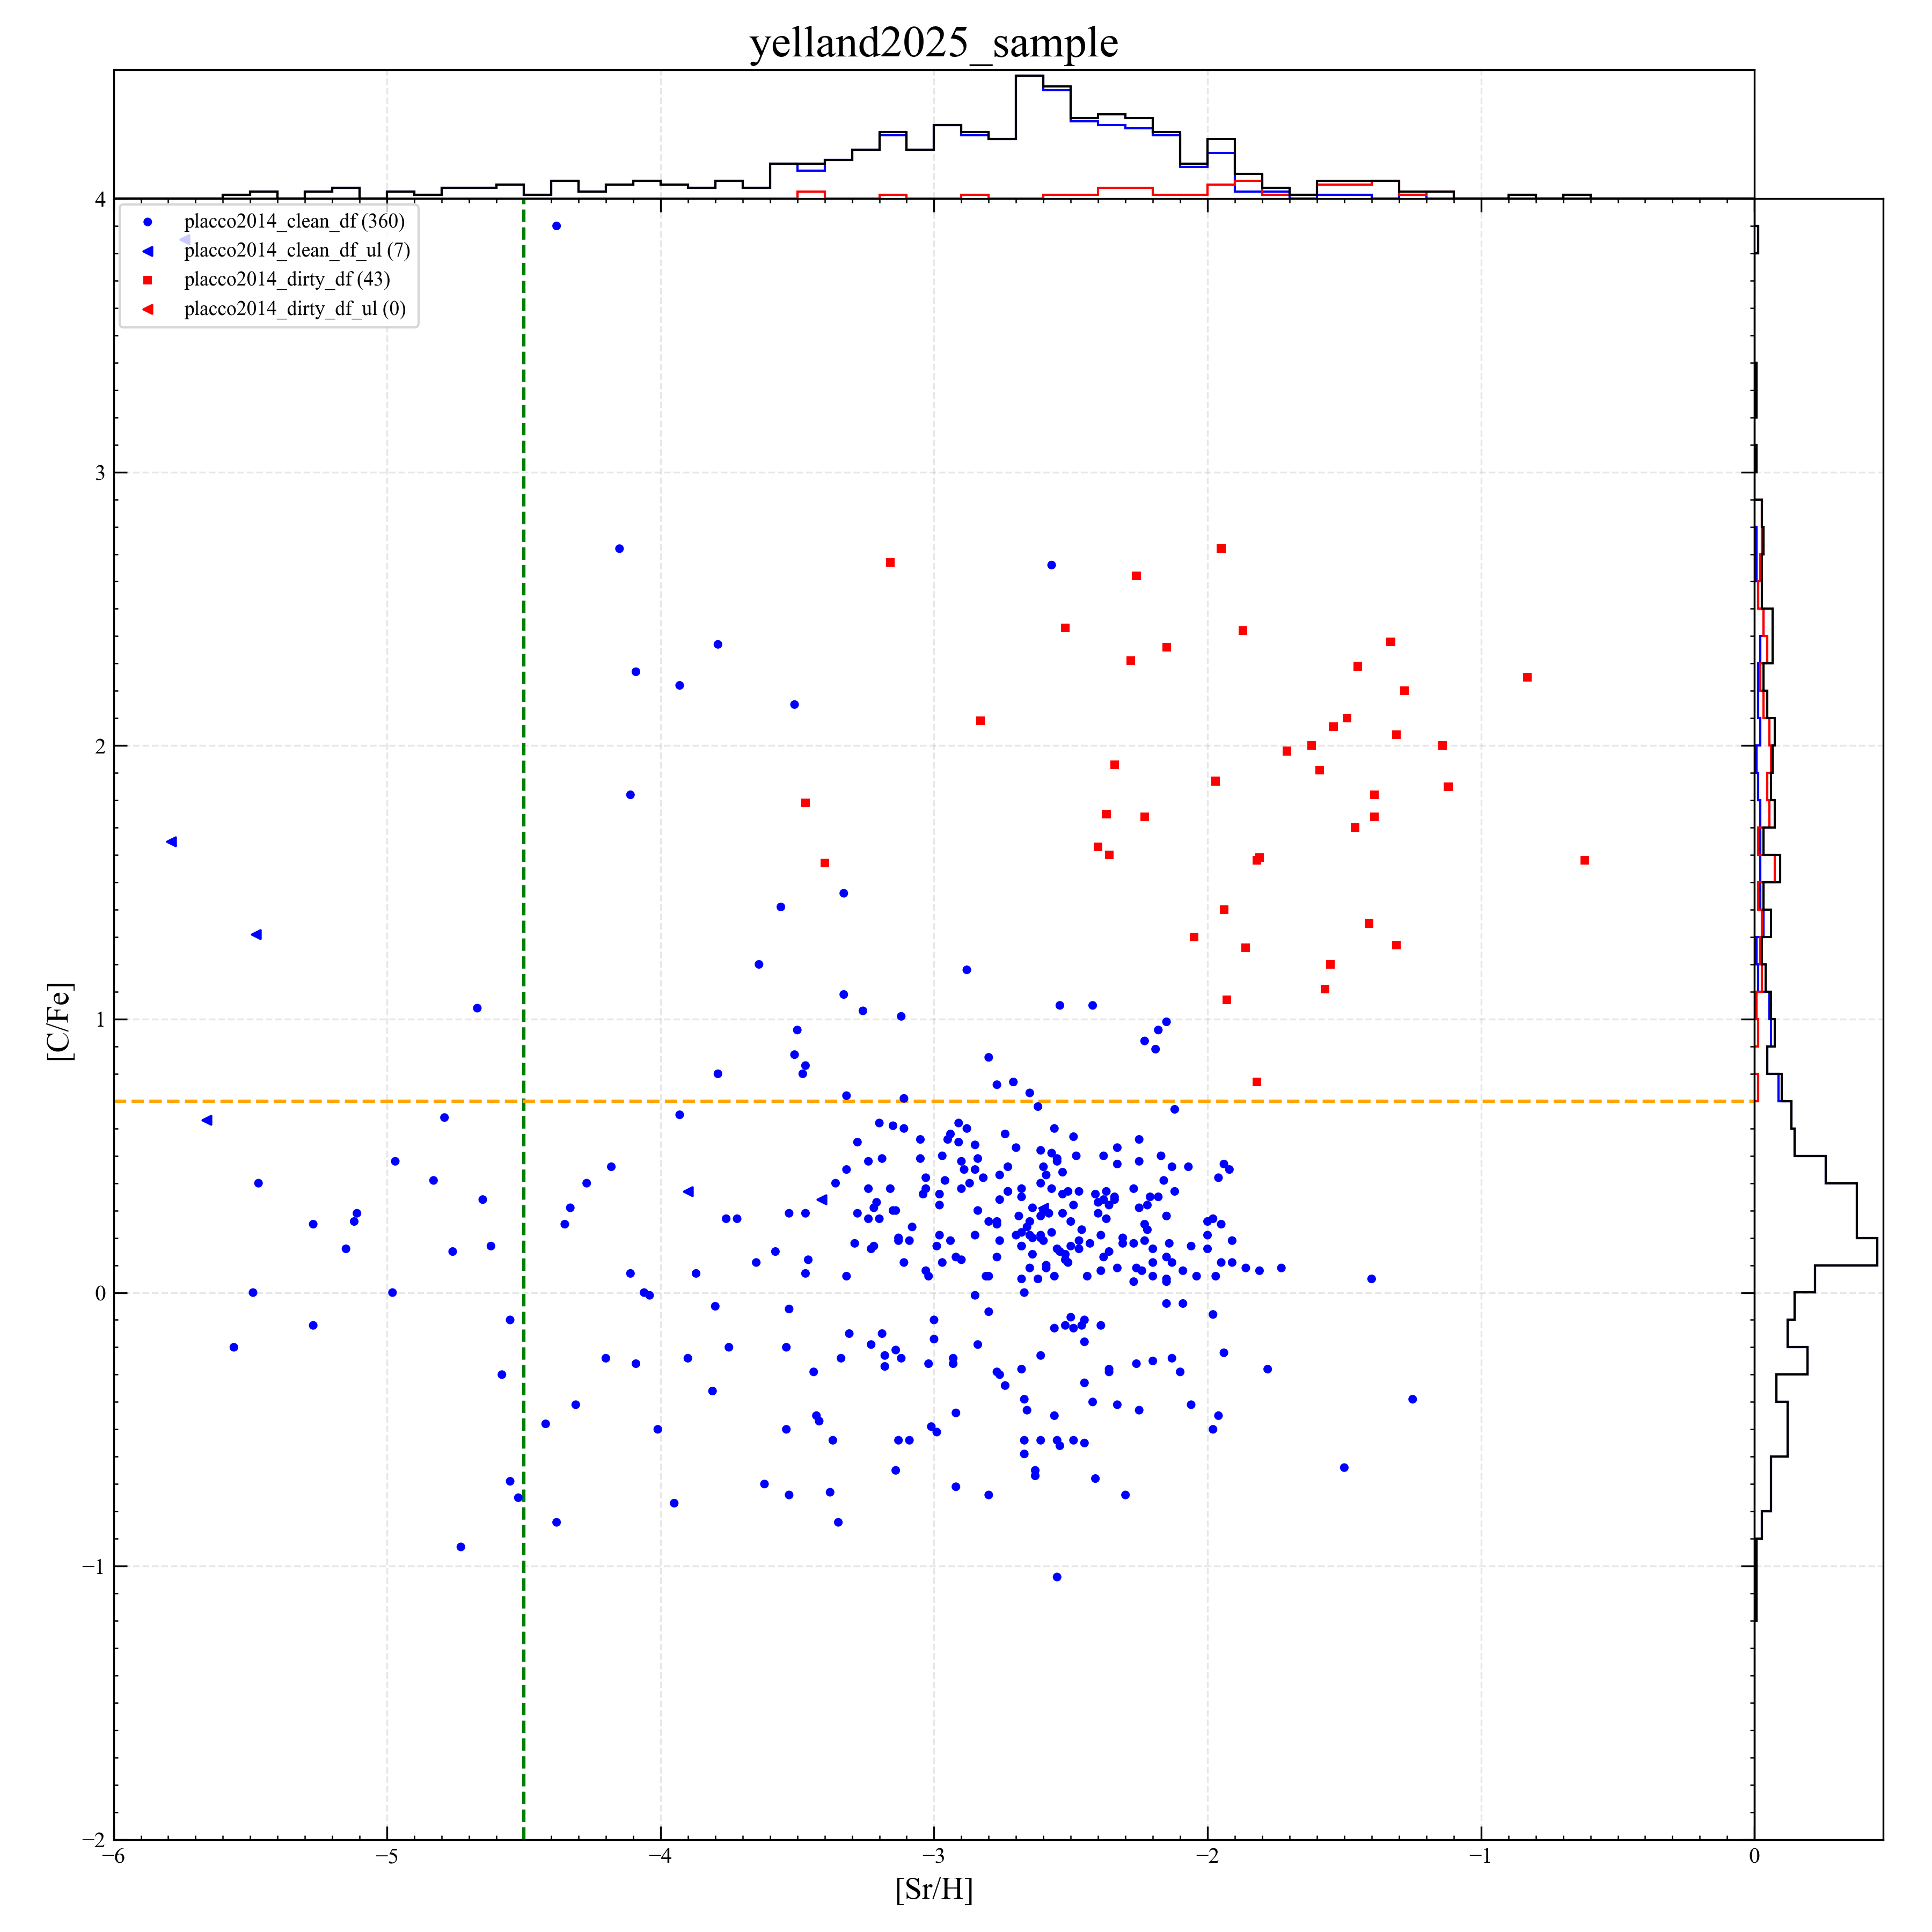 yelland2025_sample
placco2014_clean_df (360)
placco2014_clean_df_ul (7)
placco2014_dirty_df (43)
placco2014_dirty_df_ul (0)
4
3
2
1
0
−1
−2
[C/Fe]
−6
−5
−4
−3
−2
−1
0
[Sr/H]